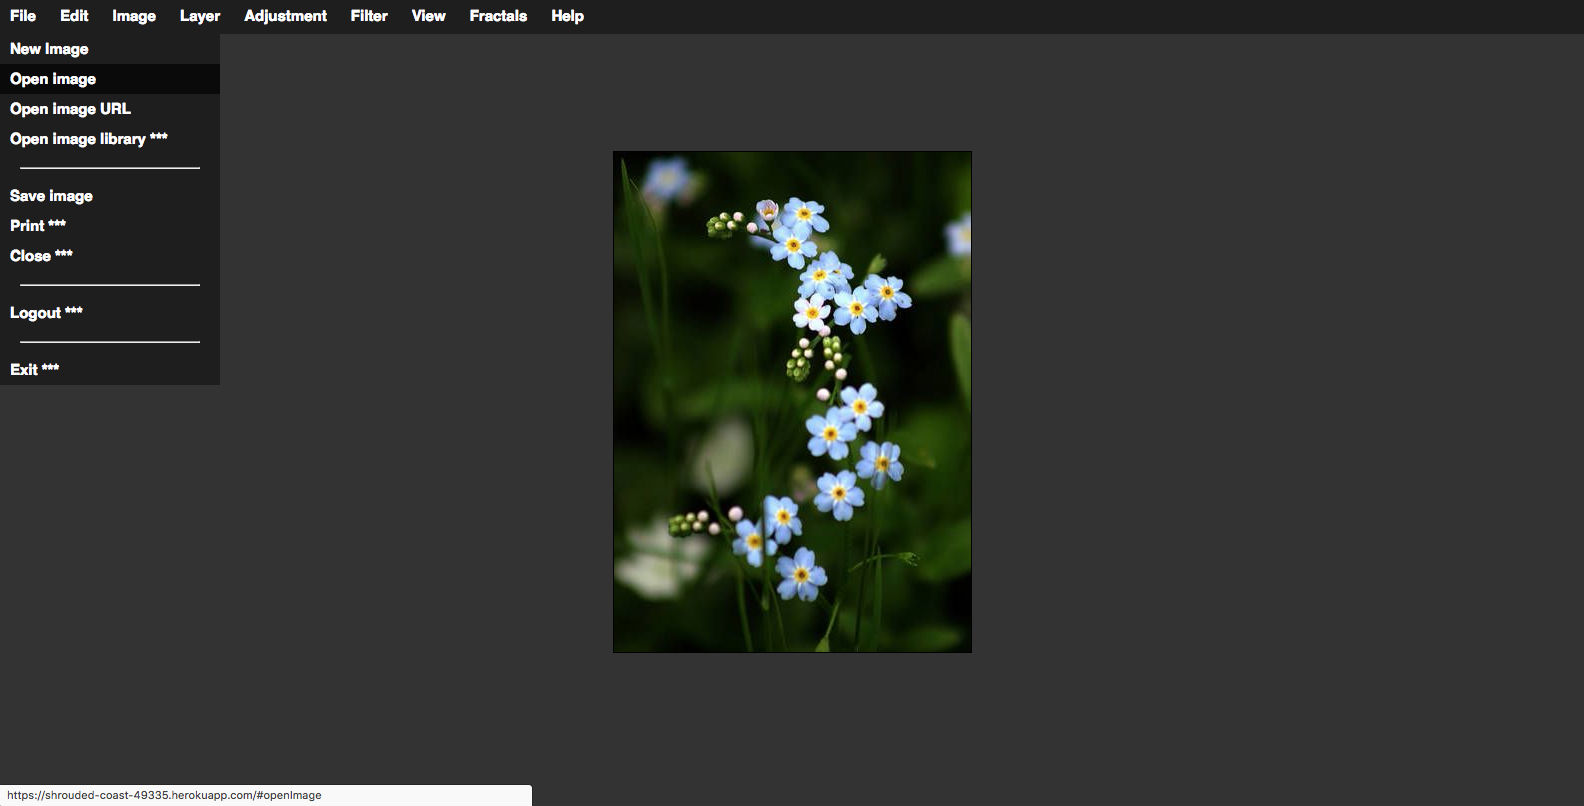 File Edit Image Layer Adjustment Filter View Fractals Help
New Image
Open image
Open image URL
Open image library ***
Save image
Print ***
Close ***
Logout ***
Exit ***
https://shrouded-coast-49335.herokuapp.com/#openImage